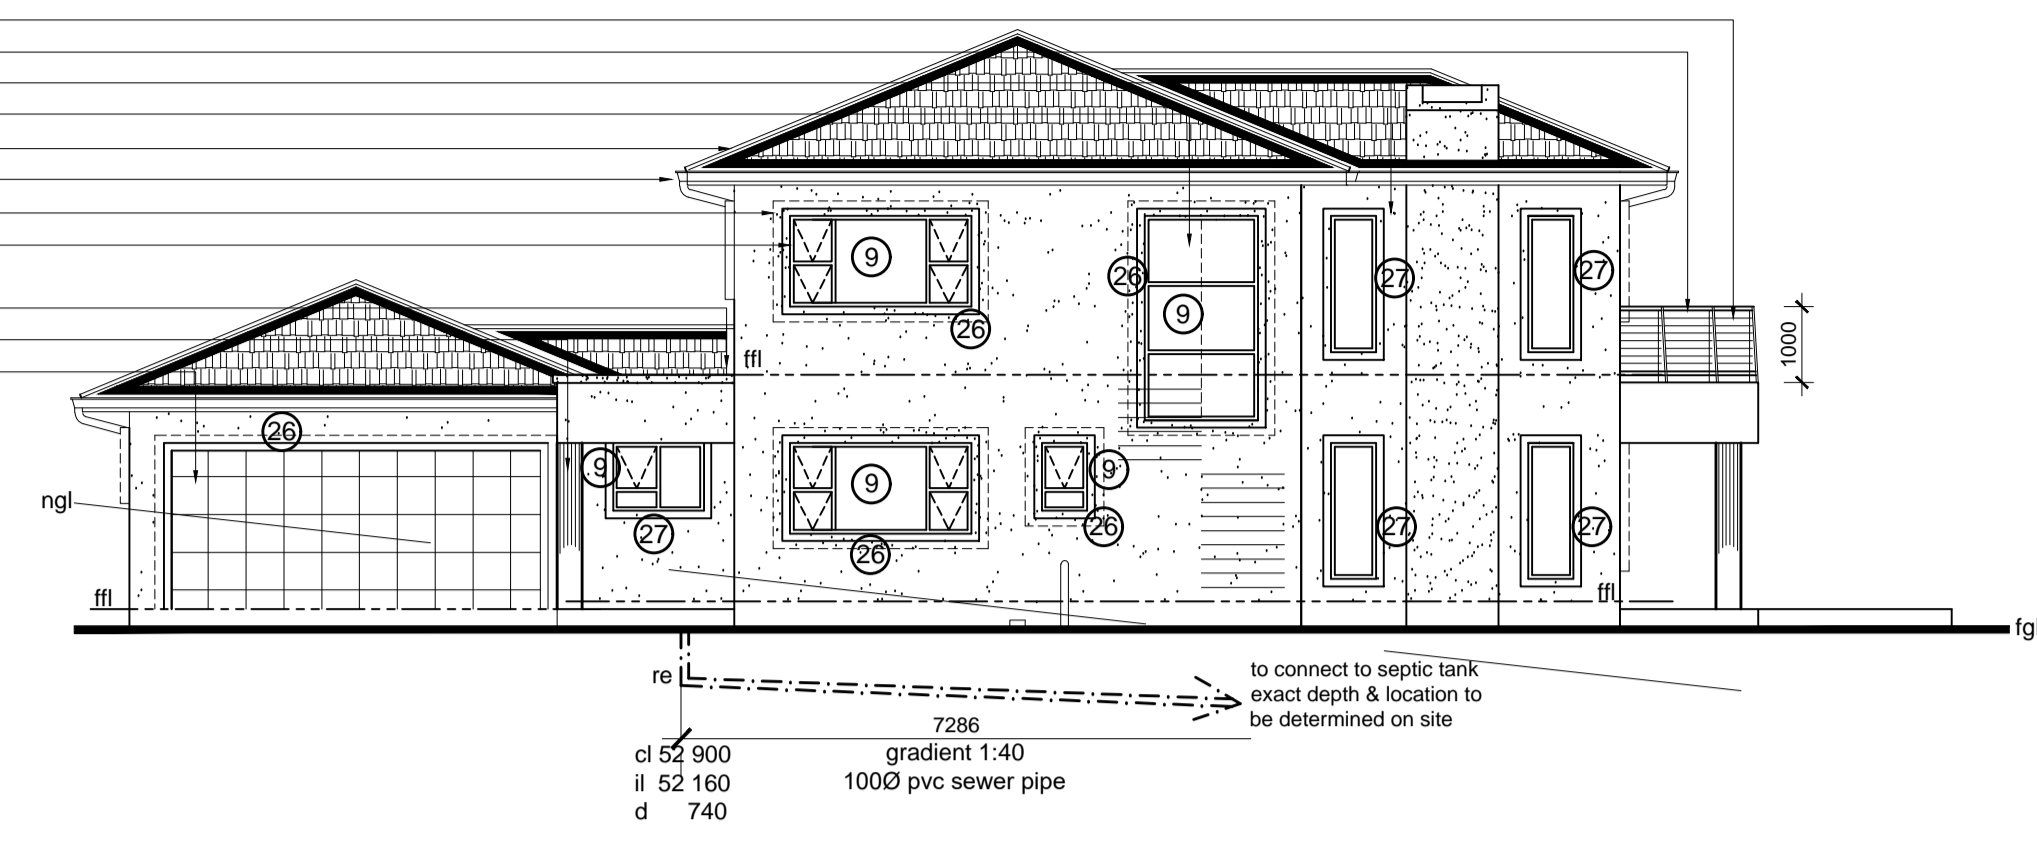 9
26
26
9
27
27
ffl
1000
26
9
27
9
26
9
26
27
27
ngl
ffl
ffl
re
to connect to septic tank
exact depth & location to
be determined on site
7286
gradient 1:40
100Ø pvc sewer pipe
cl 52 900
il 52 160
d 740